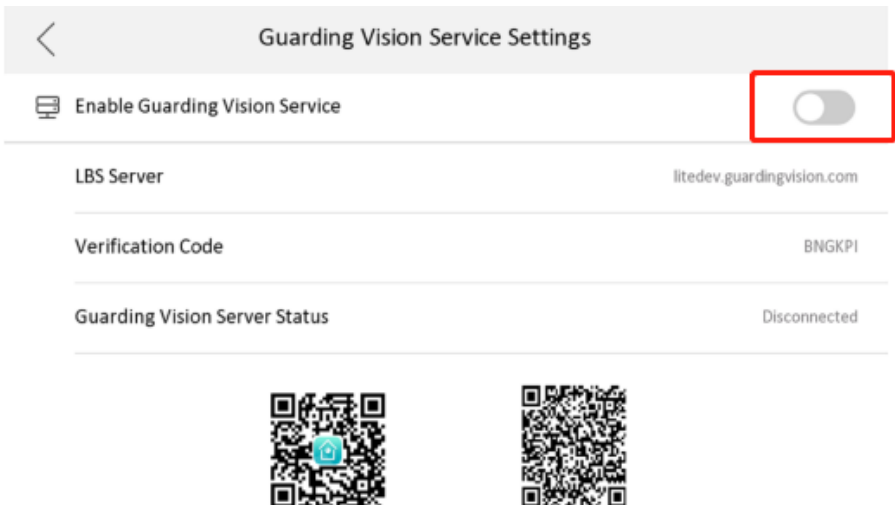 Guarding Vision Service Settings
Enable Guarding Vision Service
LBS Server litedev.guardingvision.com
Verification Code BNGKPI
Guarding Vision Server Status Disconnected